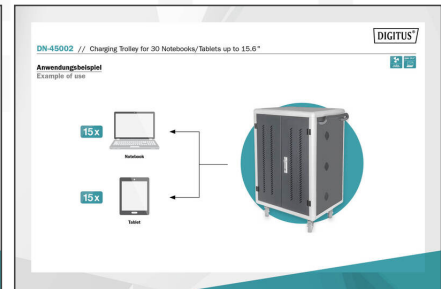 DIGITUS®
DN-45002 // Charging Trolley for 30 Notebooks/Tablets up to 15.6"
Anwendungsbeispiel
Example of use
15x
Notebook
15x
Tablet